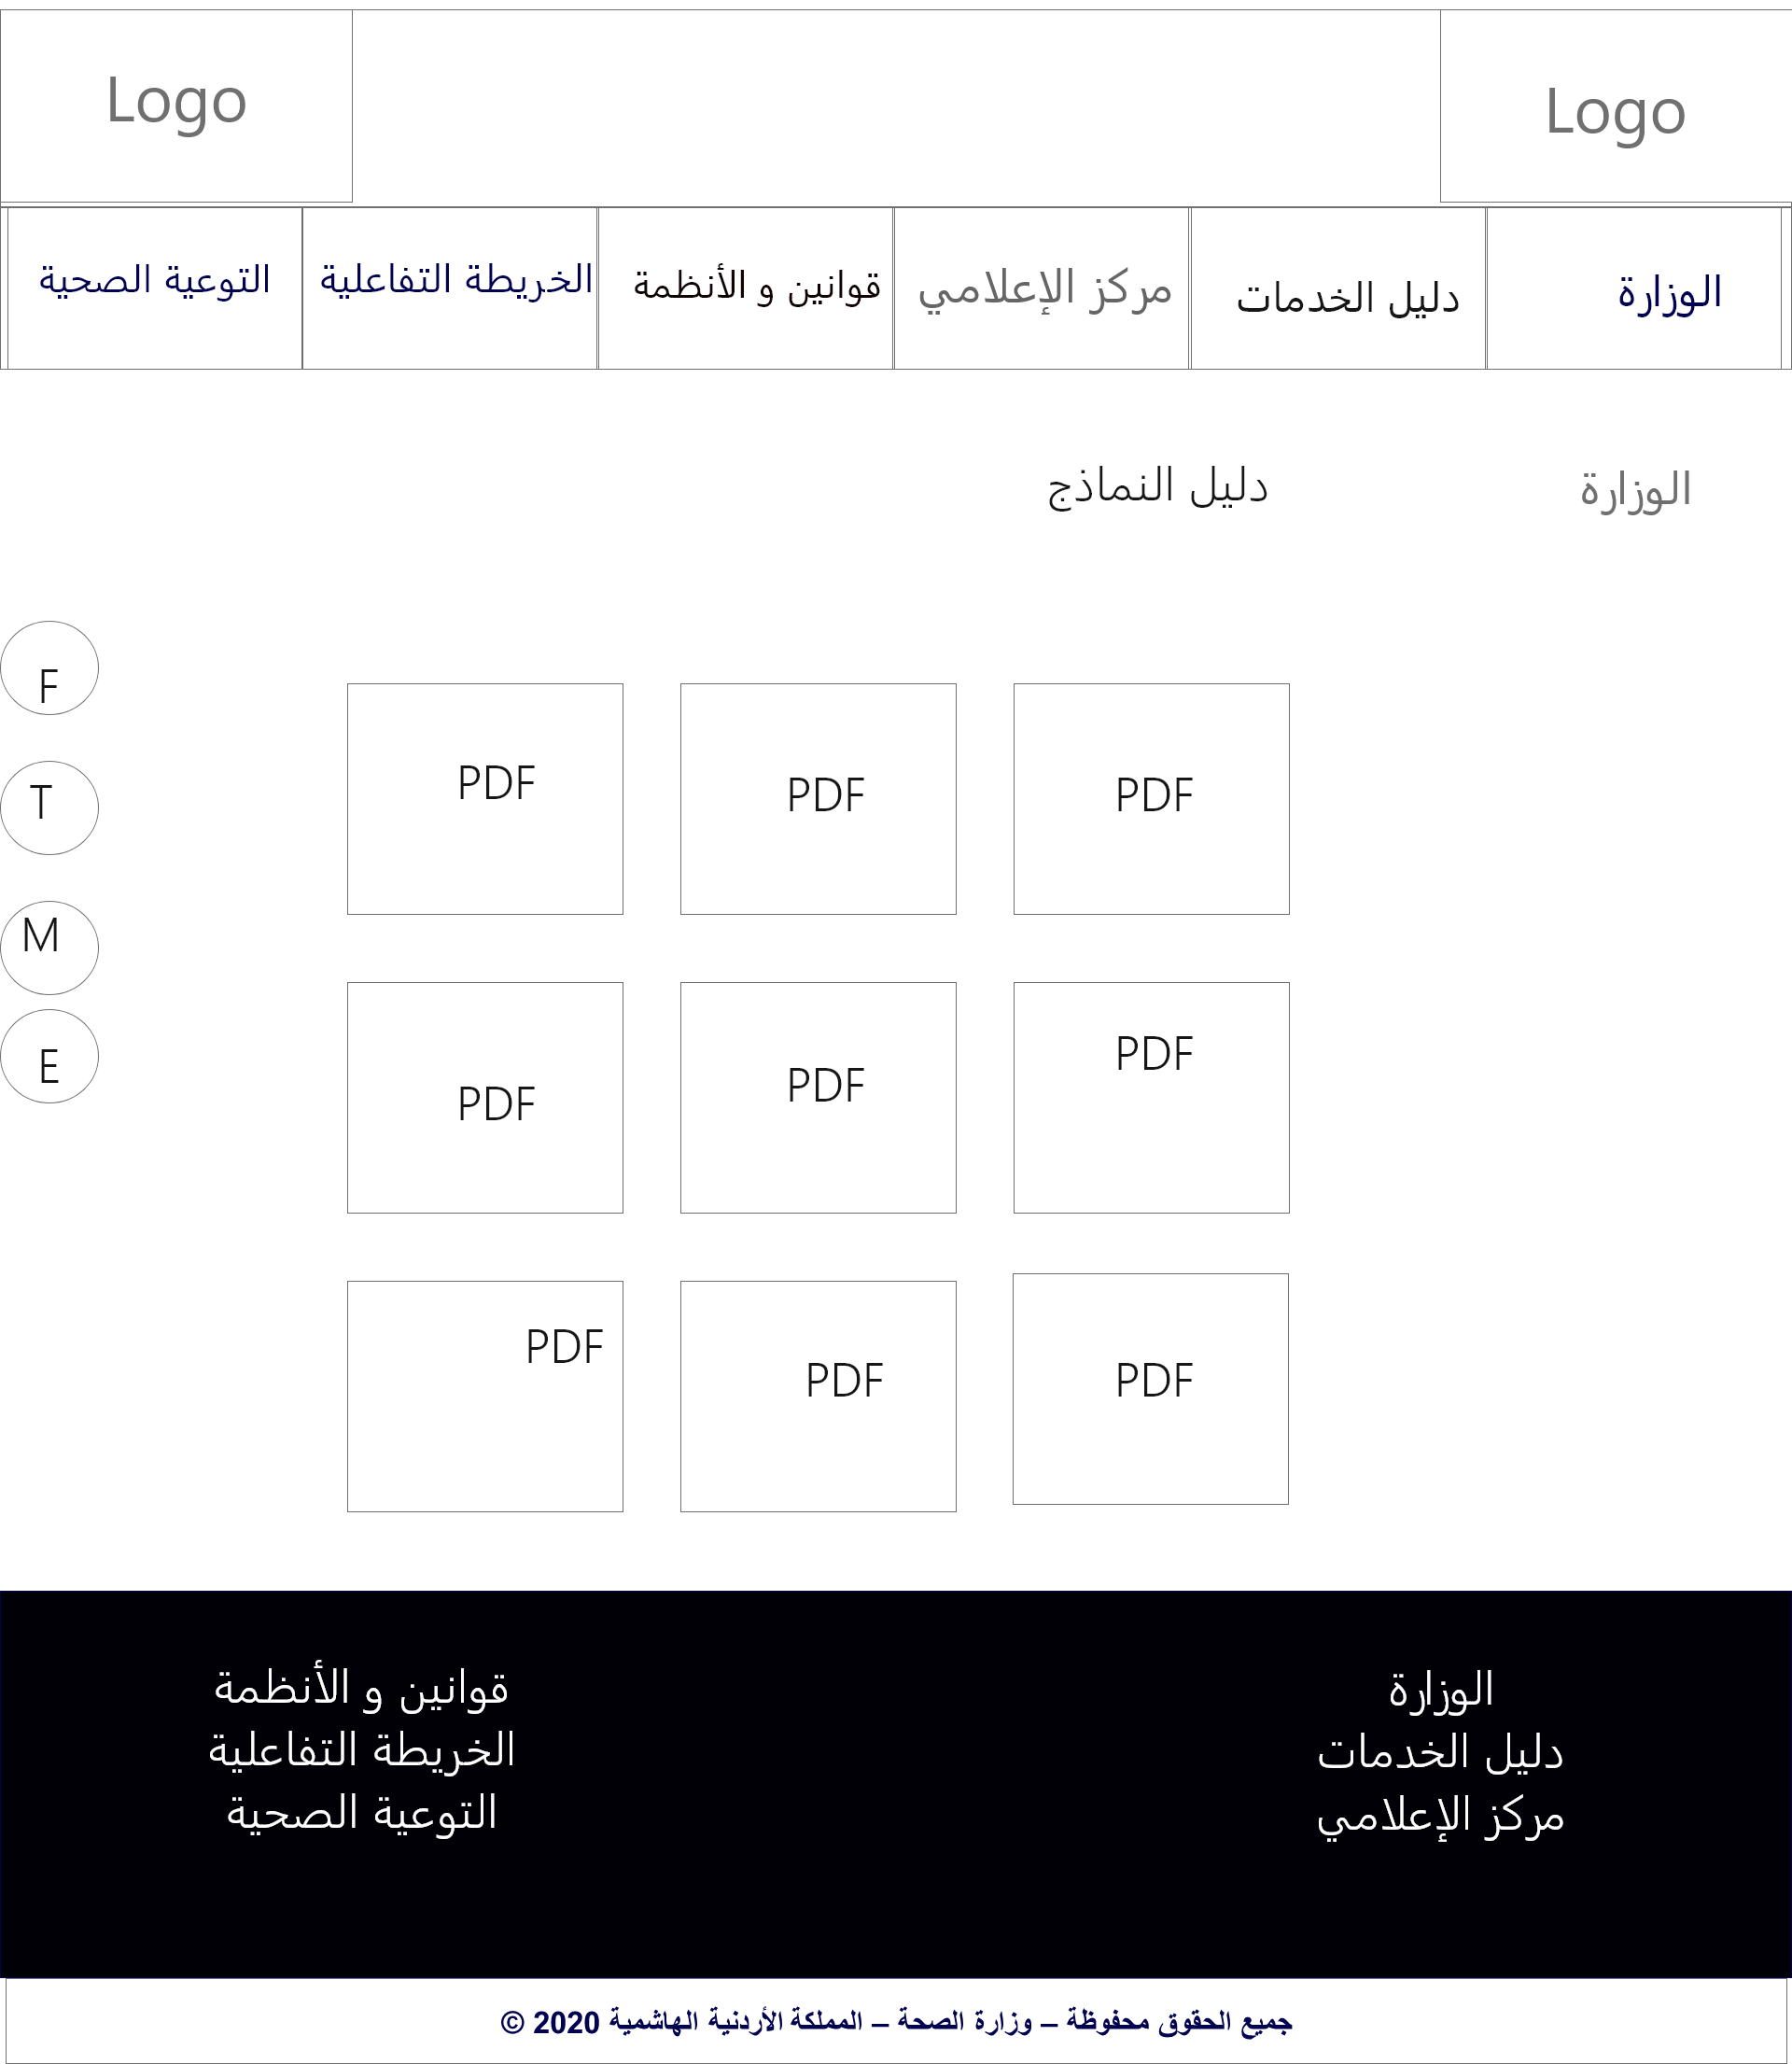 Logo
Logo
الوزارة
دليل الخدمات
مركز الإعلامي
قوانين و الأنظمة
الخريطة التفاعلية
التوعية الصحية
الوزارة
دليل النماذج
F
T
M
E
PDF
PDF
PDF
PDF
PDF
PDF
PDF
PDF
PDF
الوزارة
دليل الخدمات
مركز الإعلامي
قوانين و الأنظمة
الخريطة التفاعلية
التوعية الصحية
جميع الحقوق محفوظة – وزارة الصحة – المملكة الأردنية الهاشمية 2020 ©